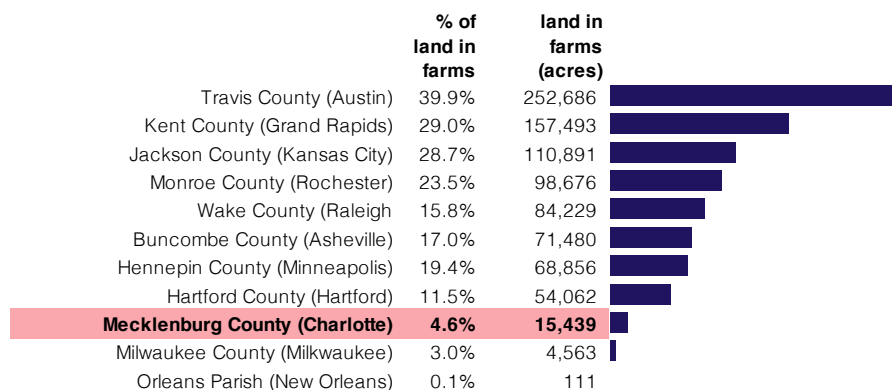 % of land in farms land in farms (acres)
Travis County (Austin) 39.9% 252,686
Kent County (Grand Rapids) 29.0% 157,493
Jackson County (Kansas City) 28.7% 110,891
Monroe County (Rochester) 23.5% 98,676
Wake County (Raleigh 15.8% 84,229
Buncombe County (Asheville) 17.0% 71,480
Hennepin County (Minneapolis) 19.4% 68,856
Hartford County (Hartford) 11.5% 54,062
Mecklenburg County (Charlotte) 4.6% 15,439
Milwaukee County (Milkwaukee) 3.0% 4,563
Orleans Parish (New Orleans) 0.1% 111